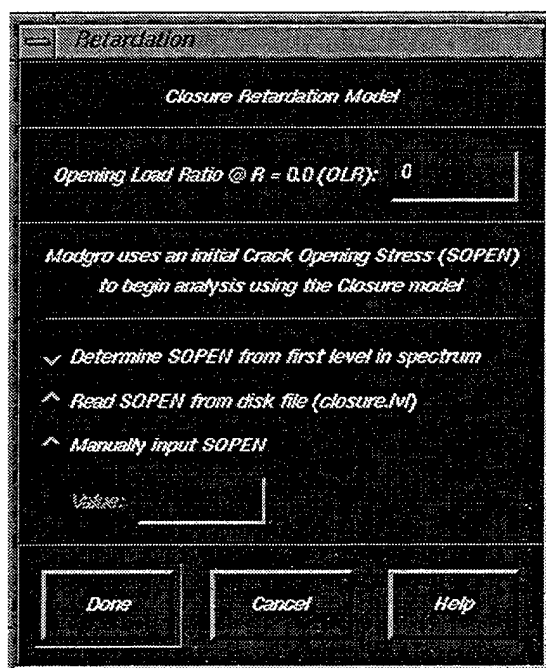 Retardation
Closure Retardation Model
Opening Load Ratio @ R = 0.0 (OLR): 0
Modgro uses an initial Crack Opening Stress (SOPEN)
to begin analysis using the Closure model
Determine SOPEN from first level in spectrum
Read SOPEN from disk file (closure.lvl)
Manually input SOPEN
Value:
Done Cancel Help